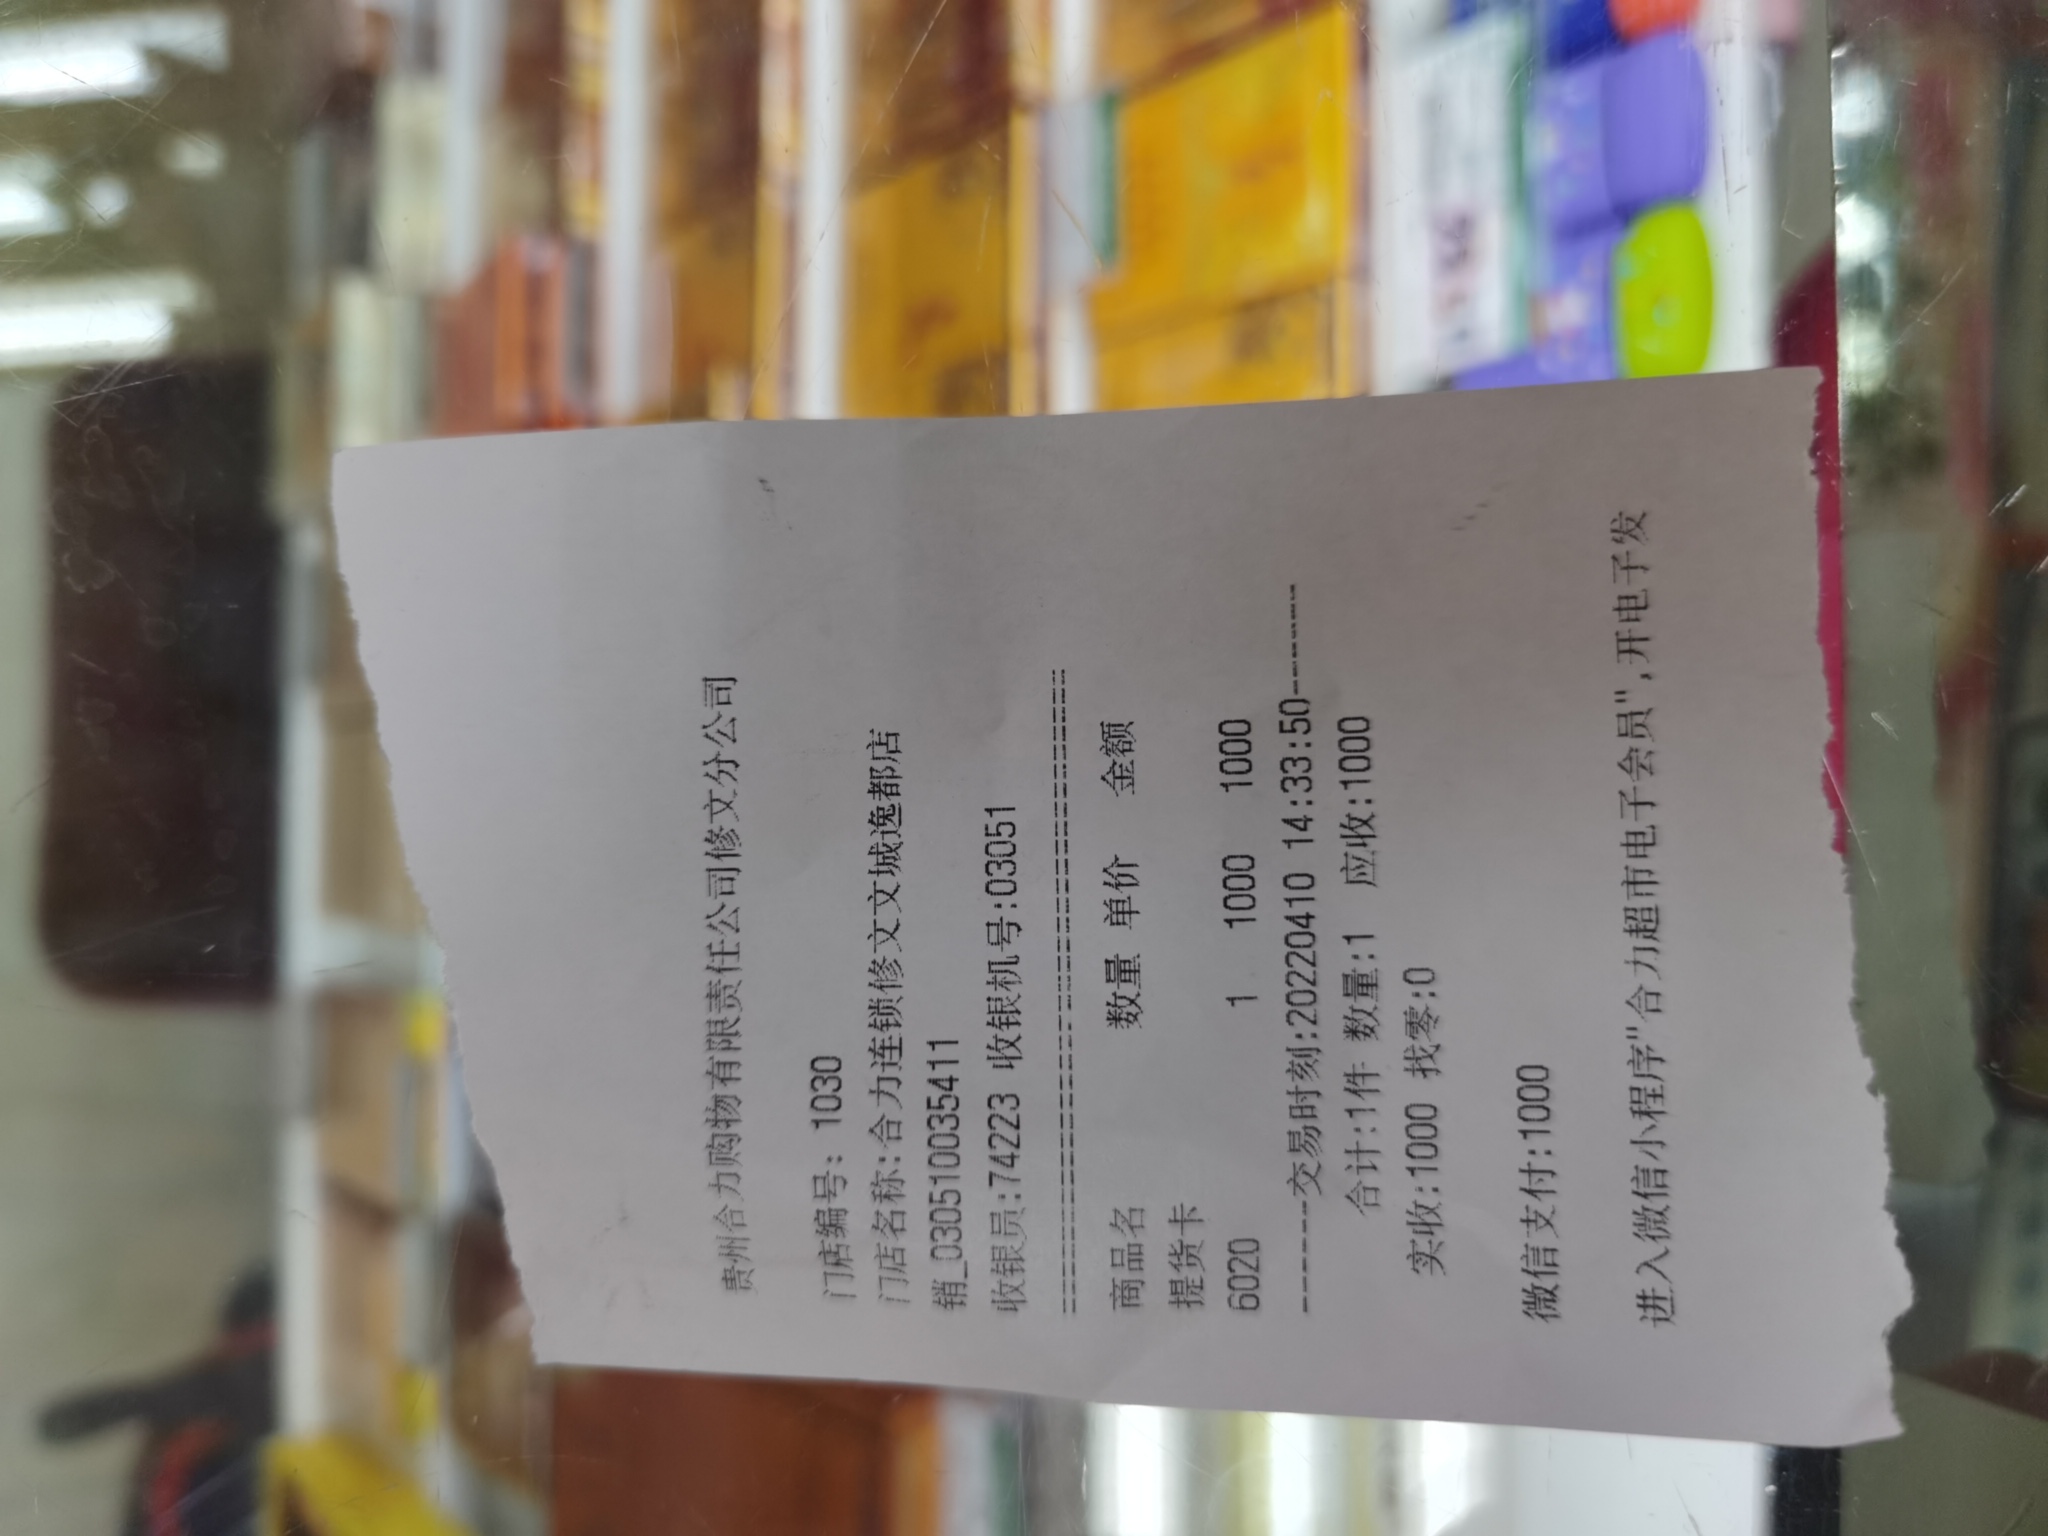 贵州合力购物有限责任公司修文分公司
门店编号: 1030
门店名称:合力连锁修文文城逸都店
销_030510035411
收银员:74223 收银机号:03051
================================
商品名 数量 单价 金额
提货卡
6020 1 1000 1000
------交易时刻:20220410 14:33:50------
合计:1件 数量:1 应收:1000
实收:1000 找零:0
微信支付:1000
进入微信小程序"合力超市电子会员",开电子发